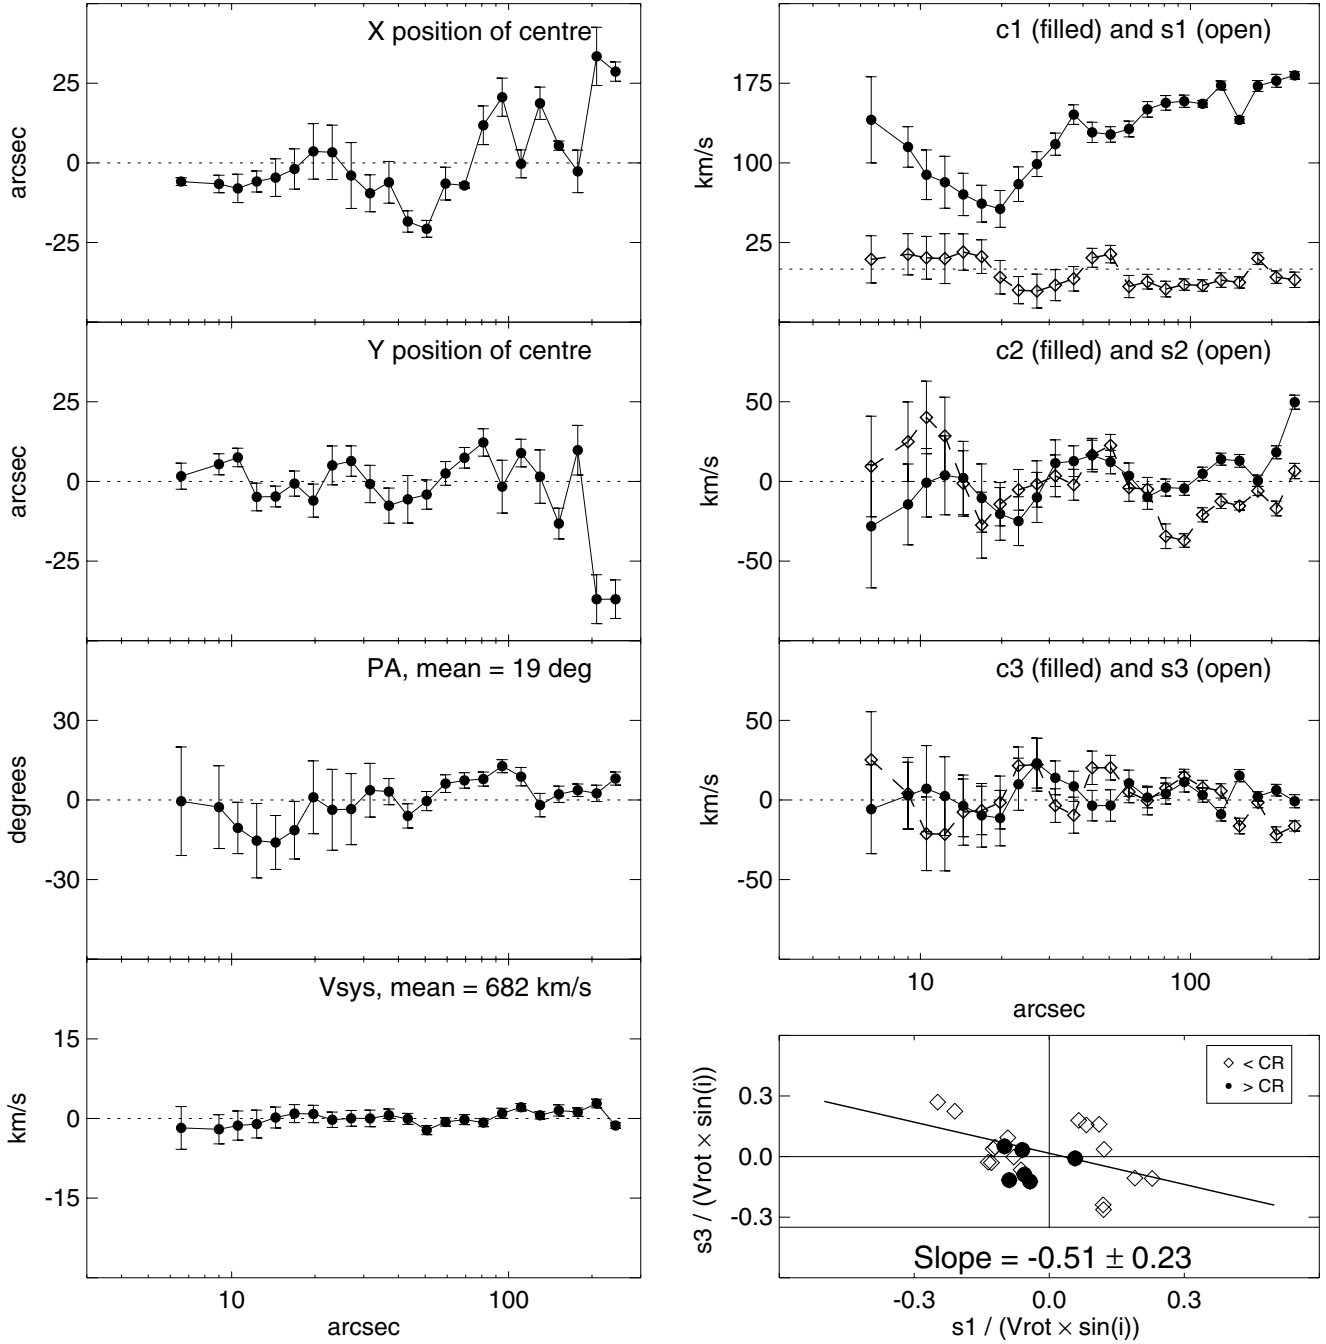 X position of centre
25
0
-25
arcsec
Y position of centre
25
0
-25
arcsec
PA, mean = 19 deg
30
0
-30
degrees
Vsys, mean = 682 km/s
15
0
-15
km/s
10
100
arcsec
c1 (filled) and s1 (open)
175
100
25
km/s
c2 (filled) and s2 (open)
50
0
-50
km/s
c3 (filled) and s3 (open)
50
0
-50
km/s
10
100
arcsec
< CR
> CR
0.3
0.0
-0.3
s3 / (Vrot × sin(i))
Slope = -0.51 ± 0.23
-0.3
0.0
0.3
s1 / (Vrot × sin(i))